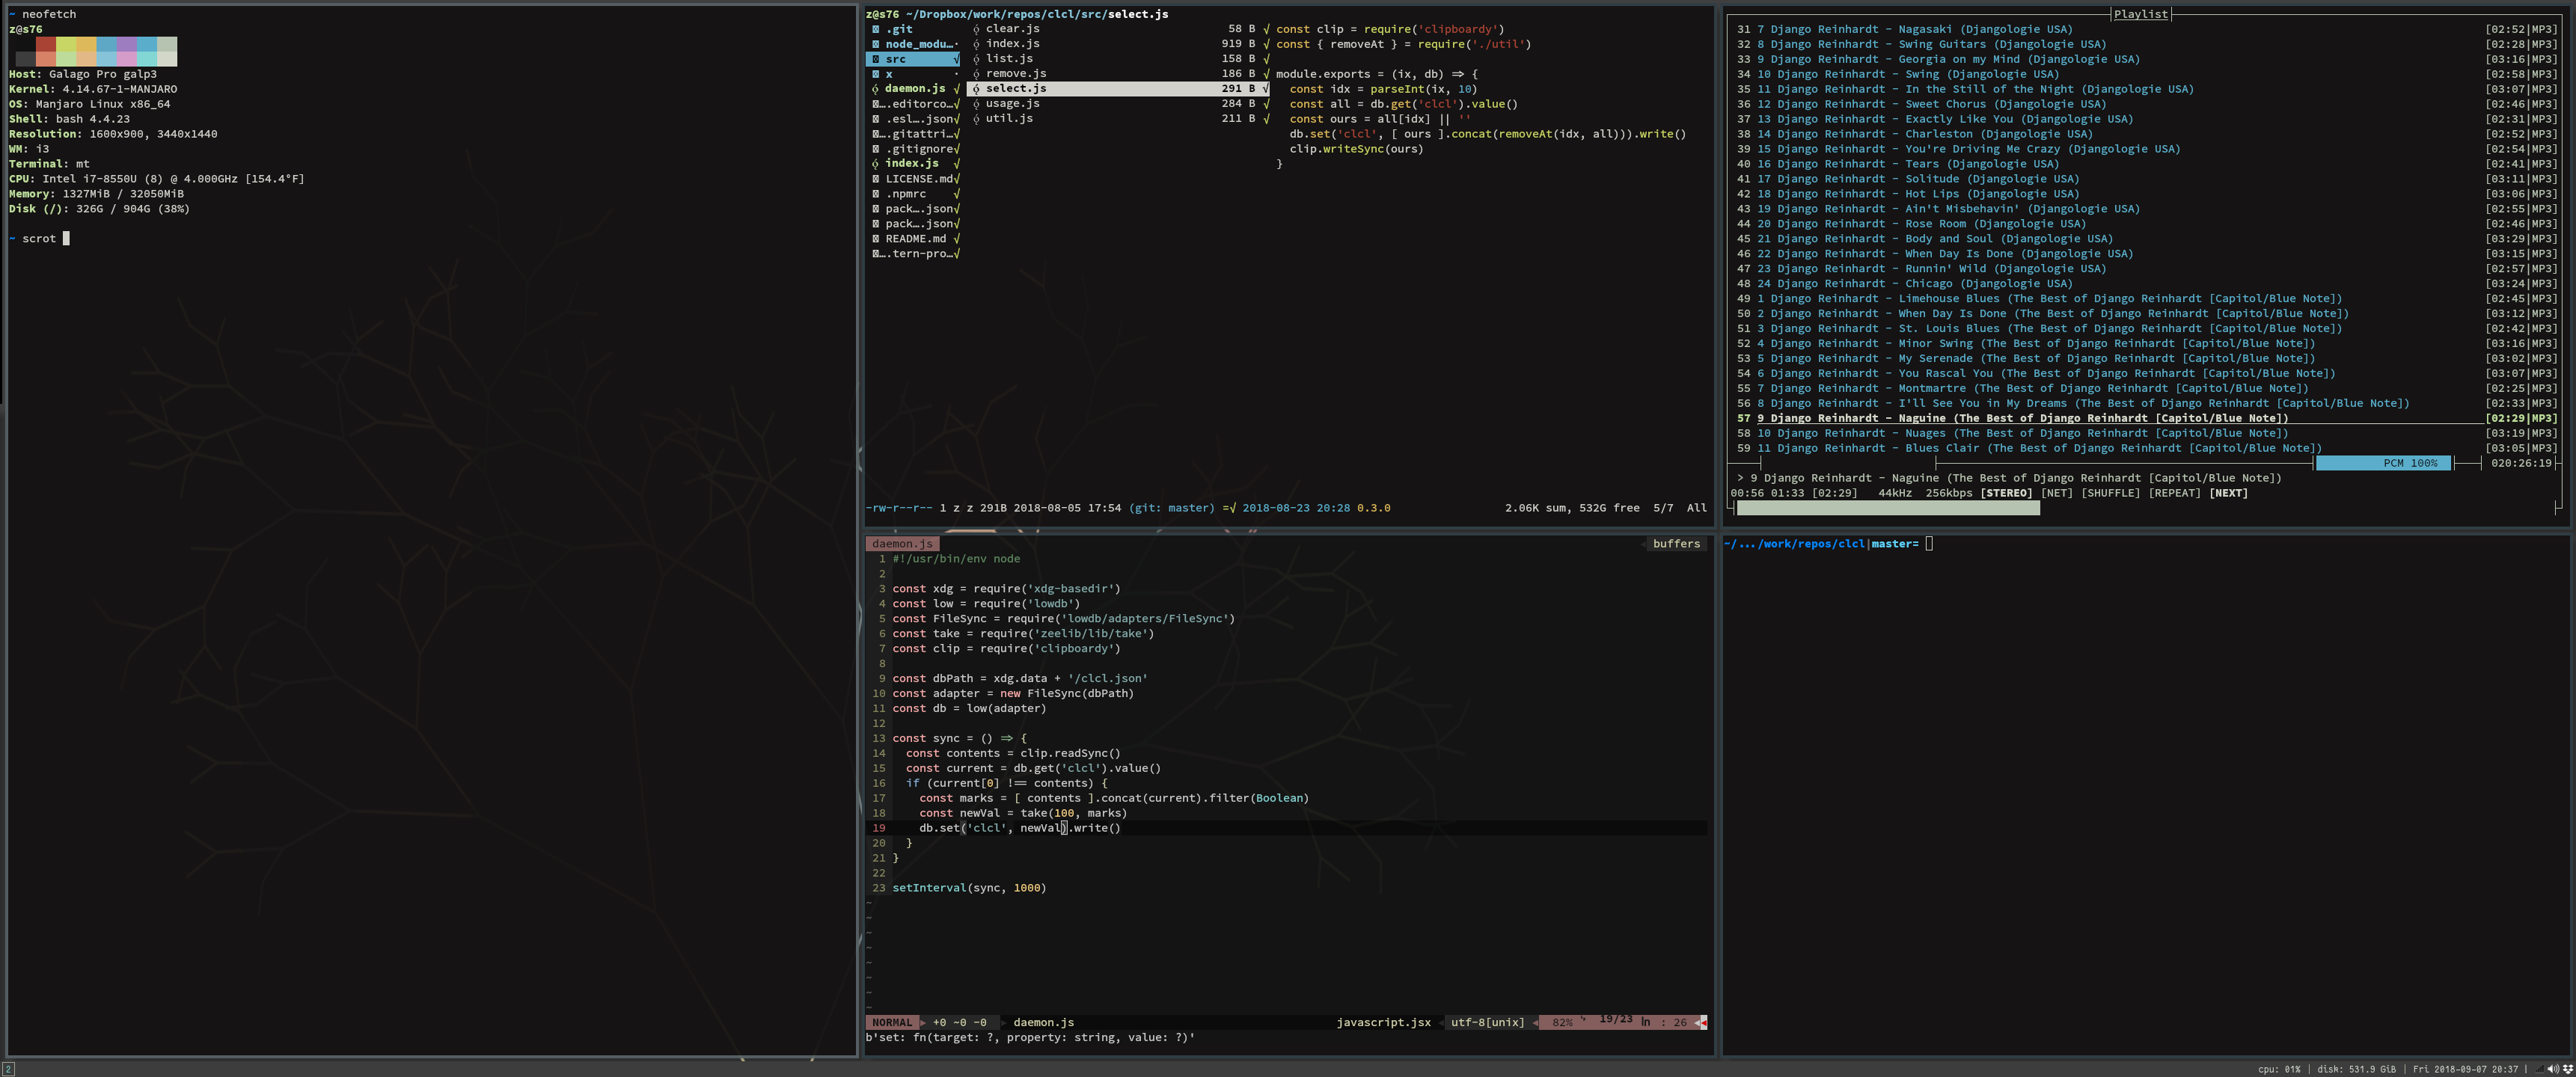 ~ neofetch
z@s76
Host: Galago Pro galp3
Kernel: 4.14.67-1-MANJARO
OS: Manjaro Linux x86_64
Shell: bash 4.4.23
Resolution: 1600x900, 3440x1440
WM: i3
Terminal: mt
CPU: Intel i7-8550U (8) @ 4.000GHz [154.4°F]
Memory: 1327MiB / 32050MiB
Disk (/): 326G / 904G (38%)
~ scrot
z@s76 ~/Dropbox/work/repos/clcl/src/select.js
.git
node_modu…·
src √
x ·
daemon.js √
….editorco…√
.esl….json√
….gitattri…√
.gitignore√
index.js √
LICENSE.md√
.npmrc √
pack….json√
pack….json√
README.md √
….tern-pro…√
clear.js 58 B √
index.js 919 B √
list.js 158 B √
remove.js 186 B √
select.js 291 B √
usage.js 284 B √
util.js 211 B √
const clip = require('clipboardy')
const { removeAt } = require('./util')
module.exports = (ix, db) => {
const idx = parseInt(ix, 10)
const all = db.get('clcl').value()
const ours = all[idx] || ''
db.set('clcl', [ ours ].concat(removeAt(idx, all))).write()
clip.writeSync(ours)
}
-rw-r--r-- 1 z z 291B 2018-08-05 17:54 (git: master) =√ 2018-08-23 20:28 0.3.0 2.06K sum, 532G free 5/7 All
Playlist
31 7 Django Reinhardt - Nagasaki (Djangologie USA) [02:52|MP3]
32 8 Django Reinhardt - Swing Guitars (Djangologie USA) [02:28|MP3]
33 9 Django Reinhardt - Georgia on my Mind (Djangologie USA) [03:16|MP3]
34 10 Django Reinhardt - Swing (Djangologie USA) [02:58|MP3]
35 11 Django Reinhardt - In the Still of the Night (Djangologie USA) [03:07|MP3]
36 12 Django Reinhardt - Sweet Chorus (Djangologie USA) [02:46|MP3]
37 13 Django Reinhardt - Exactly Like You (Djangologie USA) [02:31|MP3]
38 14 Django Reinhardt - Charleston (Djangologie USA) [02:52|MP3]
39 15 Django Reinhardt - You're Driving Me Crazy (Djangologie USA) [02:54|MP3]
40 16 Django Reinhardt - Tears (Djangologie USA) [02:41|MP3]
41 17 Django Reinhardt - Solitude (Djangologie USA) [03:11|MP3]
42 18 Django Reinhardt - Hot Lips (Djangologie USA) [03:06|MP3]
43 19 Django Reinhardt - Ain't Misbehavin' (Djangologie USA) [02:55|MP3]
44 20 Django Reinhardt - Rose Room (Djangologie USA) [02:46|MP3]
45 21 Django Reinhardt - Body and Soul (Djangologie USA) [03:29|MP3]
46 22 Django Reinhardt - When Day Is Done (Djangologie USA) [03:15|MP3]
47 23 Django Reinhardt - Runnin' Wild (Djangologie USA) [02:57|MP3]
48 24 Django Reinhardt - Chicago (Djangologie USA) [03:24|MP3]
49 1 Django Reinhardt - Limehouse Blues (The Best of Django Reinhardt [Capitol/Blue Note]) [02:45|MP3]
50 2 Django Reinhardt - When Day Is Done (The Best of Django Reinhardt [Capitol/Blue Note]) [03:12|MP3]
51 3 Django Reinhardt - St. Louis Blues (The Best of Django Reinhardt [Capitol/Blue Note]) [02:42|MP3]
52 4 Django Reinhardt - Minor Swing (The Best of Django Reinhardt [Capitol/Blue Note]) [03:16|MP3]
53 5 Django Reinhardt - My Serenade (The Best of Django Reinhardt [Capitol/Blue Note]) [03:02|MP3]
54 6 Django Reinhardt - You Rascal You (The Best of Django Reinhardt [Capitol/Blue Note]) [03:07|MP3]
55 7 Django Reinhardt - Montmartre (The Best of Django Reinhardt [Capitol/Blue Note]) [02:25|MP3]
56 8 Django Reinhardt - I'll See You in My Dreams (The Best of Django Reinhardt [Capitol/Blue Note]) [02:33|MP3]
57 9 Django Reinhardt - Naguine (The Best of Django Reinhardt [Capitol/Blue Note]) [02:29|MP3]
58 10 Django Reinhardt - Nuages (The Best of Django Reinhardt [Capitol/Blue Note]) [03:19|MP3]
59 11 Django Reinhardt - Blues Clair (The Best of Django Reinhardt [Capitol/Blue Note]) [03:05|MP3]
PCM 100% 020:26:19
> 9 Django Reinhardt - Naguine (The Best of Django Reinhardt [Capitol/Blue Note])
00:56 01:33 [02:29] 44kHz 256kbps [STEREO] [NET] [SHUFFLE] [REPEAT] [NEXT]
daemon.js buffers
1 #!/usr/bin/env node
2
3 const xdg = require('xdg-basedir')
4 const low = require('lowdb')
5 const FileSync = require('lowdb/adapters/FileSync')
6 const take = require('zeelib/lib/take')
7 const clip = require('clipboardy')
8
9 const dbPath = xdg.data + '/clcl.json'
10 const adapter = new FileSync(dbPath)
11 const db = low(adapter)
12
13 const sync = () => {
14 const contents = clip.readSync()
15 const current = db.get('clcl').value()
16 if (current[0] !== contents) {
17 const marks = [ contents ].concat(current).filter(Boolean)
18 const newVal = take(100, marks)
19 db.set('clcl', newVal).write()
20 }
21 }
22
23 setInterval(sync, 1000)
~
~
~
~
~
~
~
~
NORMAL +0 ~0 -0 daemon.js javascript.jsx utf-8[unix] 82% 19/23 ln : 26
b'set: fn(target: ?, property: string, value: ?)'
~/.../work/repos/clcl|master=
2
cpu: 01% | disk: 531.9 GiB | Fri 2018-09-07 20:37 |